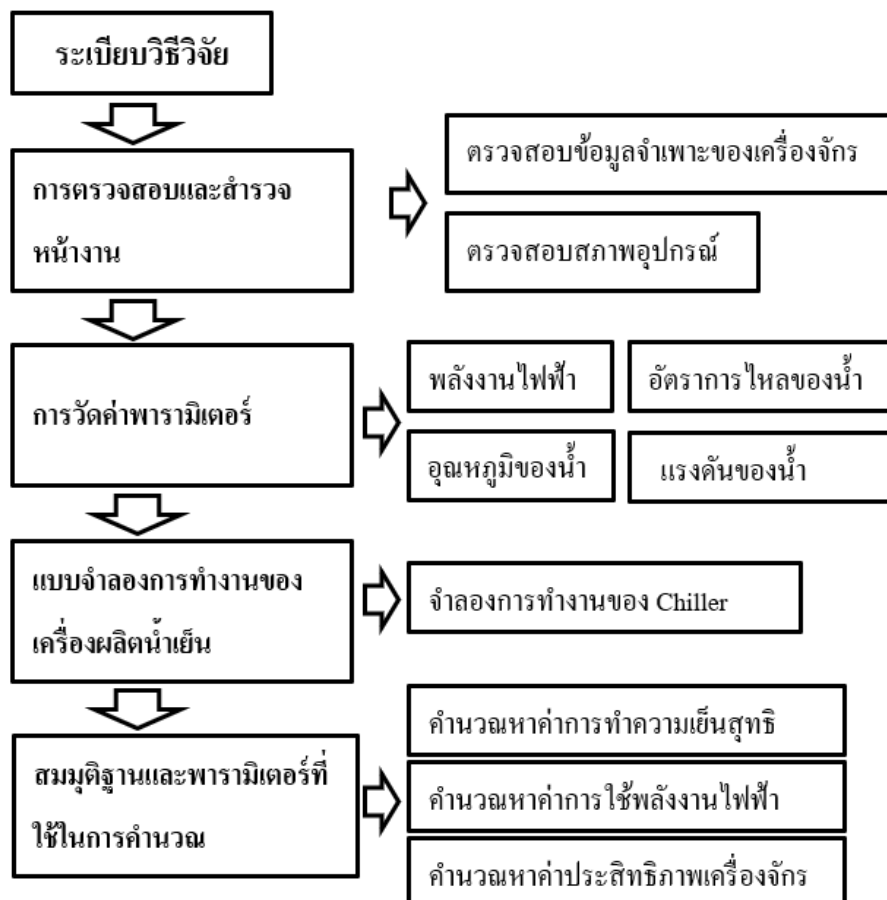 ระเบียบวิธีวิจัย
การตรวจสอบและสำรวจ
หน้างาน
ตรวจสอบข้อมูลจำเพาะของเครื่องจักร
ตรวจสอบสภาพอุปกรณ์
การวัดค่าพารามิเตอร์
พลังงานไฟฟ้า
อัตราการไหลของน้ำ
อุณหภูมิของน้ำ
แรงดันของน้ำ
แบบจำลองการทำงานของ
เครื่องผลิตน้ำเย็น
จำลองการทำงานของ Chiller
สมมุติฐานและพารามิเตอร์ที่
ใช้ในการคำนวณ
คำนวณหาค่าการทำความเย็นสุทธิ
คำนวณหาค่าการใช้พลังงานไฟฟ้า
คำนวณหาค่าประสิทธิภาพเครื่องจักร